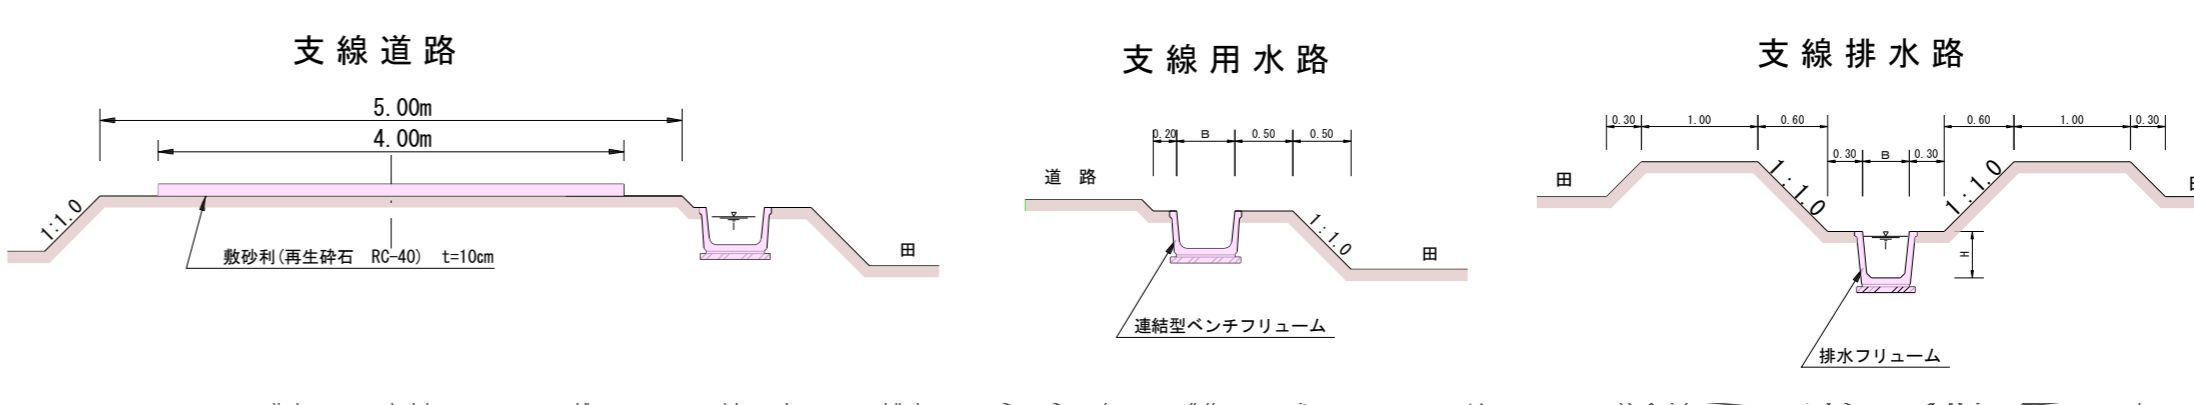 支線道路
5.00m
4.00m
1:1.0
敷砂利(再生砕石 RC-40) t=10cm
田
支線用水路
0.20 B 0.50 0.50
道 路
1:1.0
田
連結型ベンチフリューム
支線排水路
0.30 1.00 0.60 0.60 1.00 0.30
0.30 B 0.30
田
1:1.0
1:1.0
H
排水フリューム